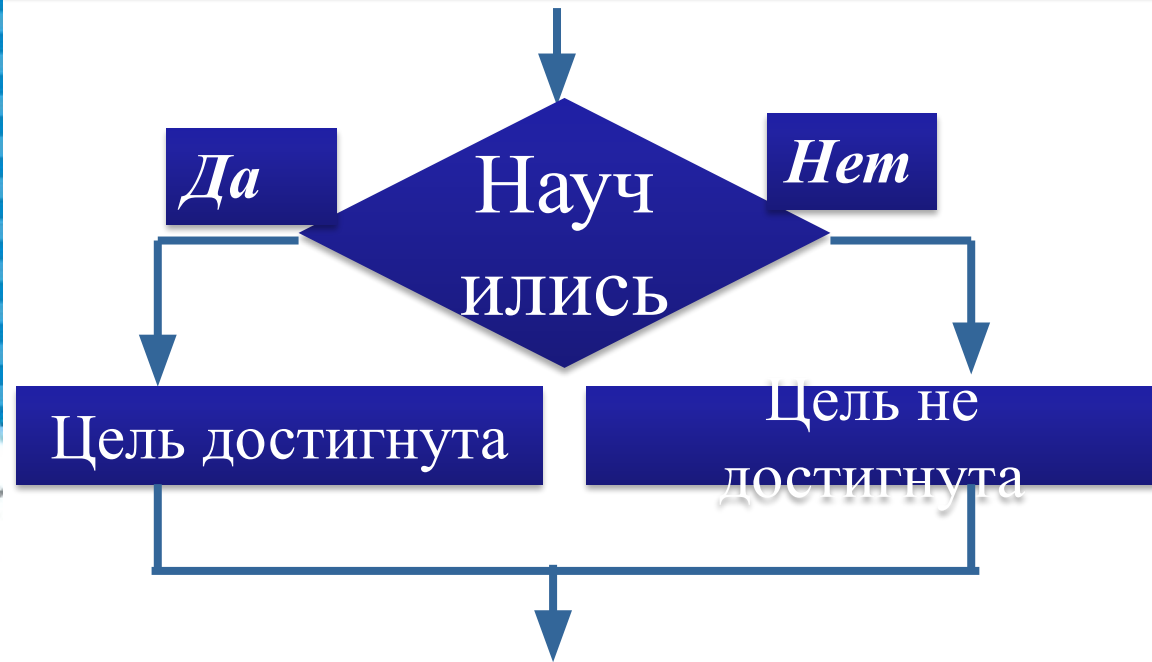 Да
Нет
Науч
ились
Цель достигнута
Цель не
достигнута